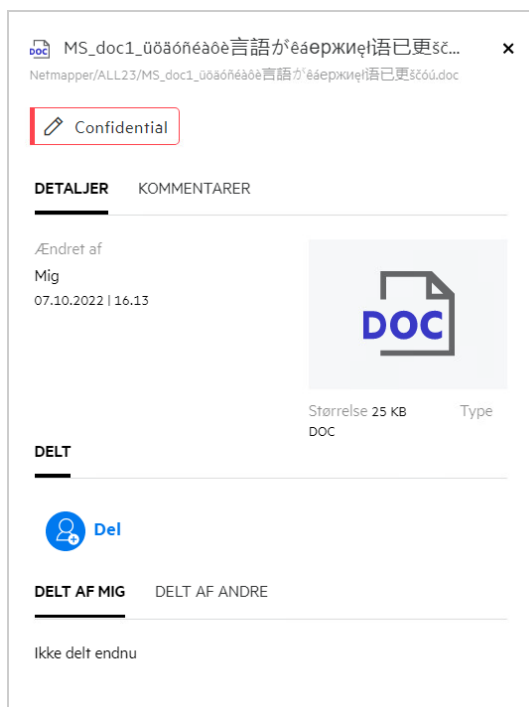 DOC MS_doc1_üöäóñéàôè言語がêáержиęł语已更šč...
Netmapper/ALL23/MS_doc1_üöäóñéàôè言語がêáержиęł语已更ščóú.doc
Confidential
DETALJER KOMMENTARER
Ændret af
Mig
07.10.2022 | 16.13
DOC
Størrelse 25 KB Type
DOC
DELT
Del
DELT AF MIG DELT AF ANDRE
Ikke delt endnu